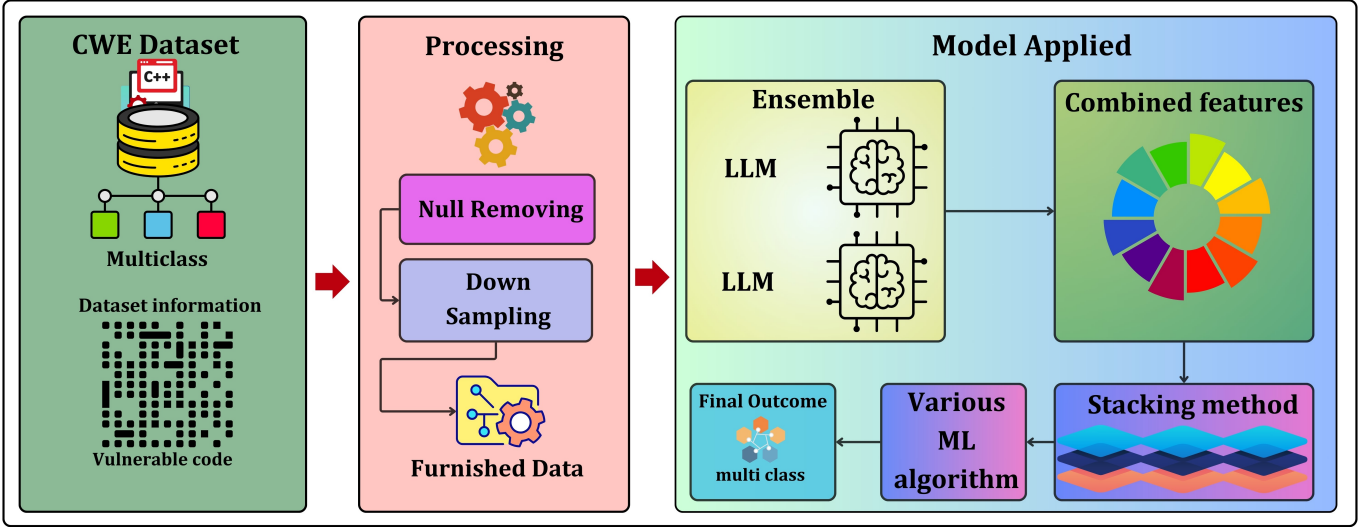 CWE Dataset
C++
Multiclass
Dataset information
Vulnerable code
Processing
Null Removing
Down
Sampling
Furnished Data
Model Applied
Ensemble
LLM
LLM
Combined features
Stacking method
Various
ML
algorithm
Final Outcome
multi class